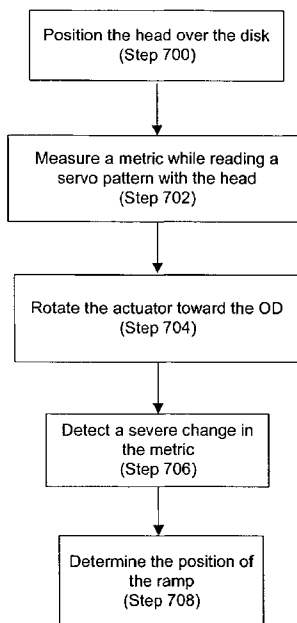 Position the head over the disk
(Step 700)
Measure a metric while reading a
servo pattern with the head
(Step 702)
Rotate the actuator toward the OD
(Step 704)
Detect a severe change in
the metric
(Step 706)
Determine the position of
the ramp
(Step 708)